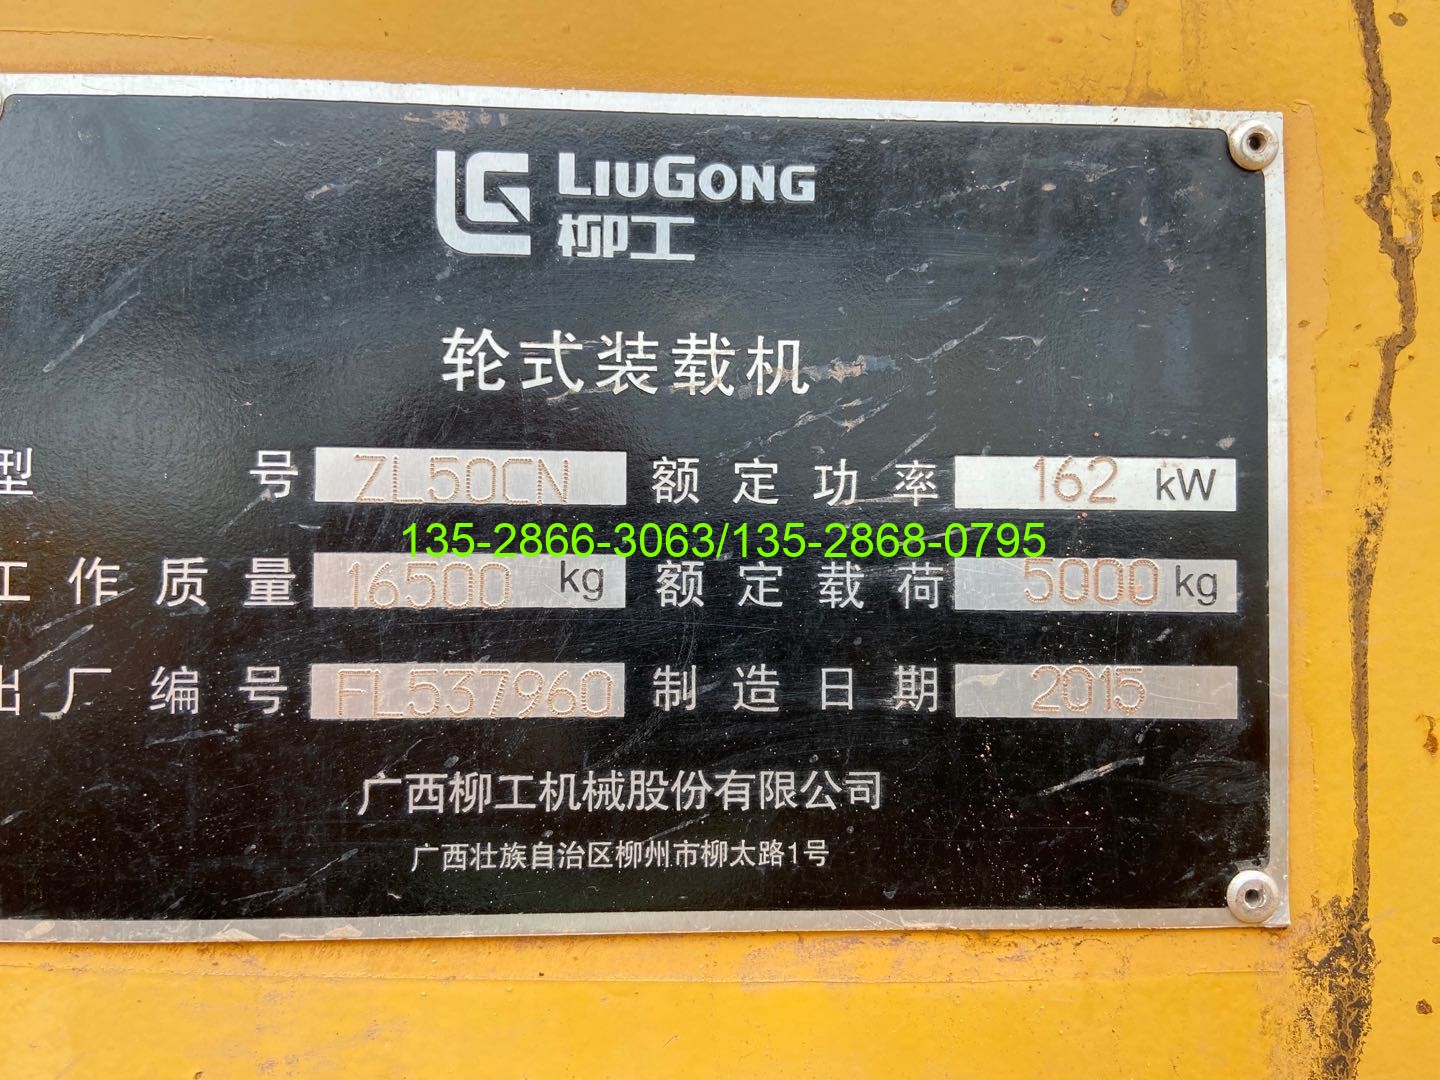 LIUGONG
柳工
轮式装载机
型 号 ZL50CN 额定功率 162 kW
135-2866-3063/135-2868-0795
工作质量 16500 kg 额定载荷 5000 kg
出厂编号 FL537960 制造日期 2015
广西柳工机械股份有限公司
广西壮族自治区柳州市柳太路1号